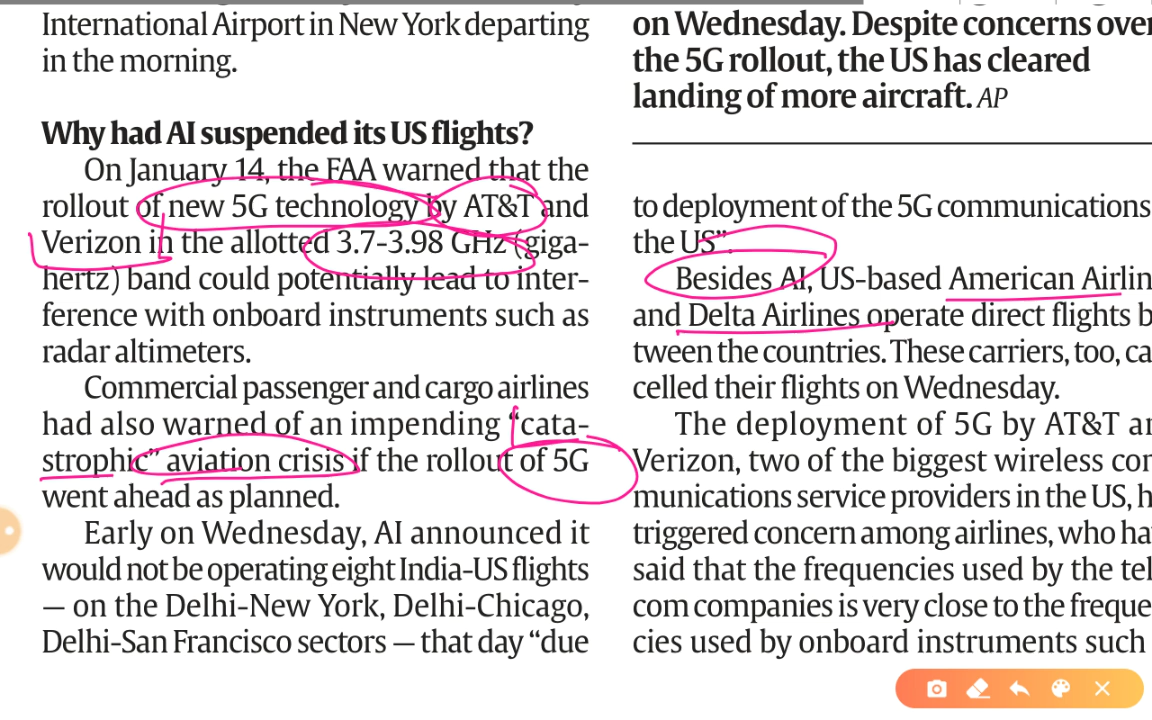 International Airport in New York departing
in the morning.
Why had AI suspended its US flights?
On January 14, the FAA warned that the
rollout of new 5G technology by AT&T and
Verizon in the allotted 3.7-3.98 GHz (giga-
hertz) band could potentially lead to inter-
ference with onboard instruments such as
radar altimeters.
Commercial passenger and cargo airlines
had also warned of an impending “cata-
strophic” aviation crisis if the rollout of 5G
went ahead as planned.
Early on Wednesday, AI announced it
would not be operating eight India-US flights
— on the Delhi-New York, Delhi-Chicago,
Delhi-San Francisco sectors — that day “due
on Wednesday. Despite concerns over
the 5G rollout, the US has cleared
landing of more aircraft. AP
to deployment of the 5G communications
the US”.
Besides AI, US-based American Airlin
and Delta Airlines operate direct flights b
tween the countries. These carriers, too, ca
celled their flights on Wednesday.
The deployment of 5G by AT&T an
Verizon, two of the biggest wireless com
munications service providers in the US, h
triggered concern among airlines, who ha
said that the frequencies used by the tel
com companies is very close to the freque
cies used by onboard instruments such